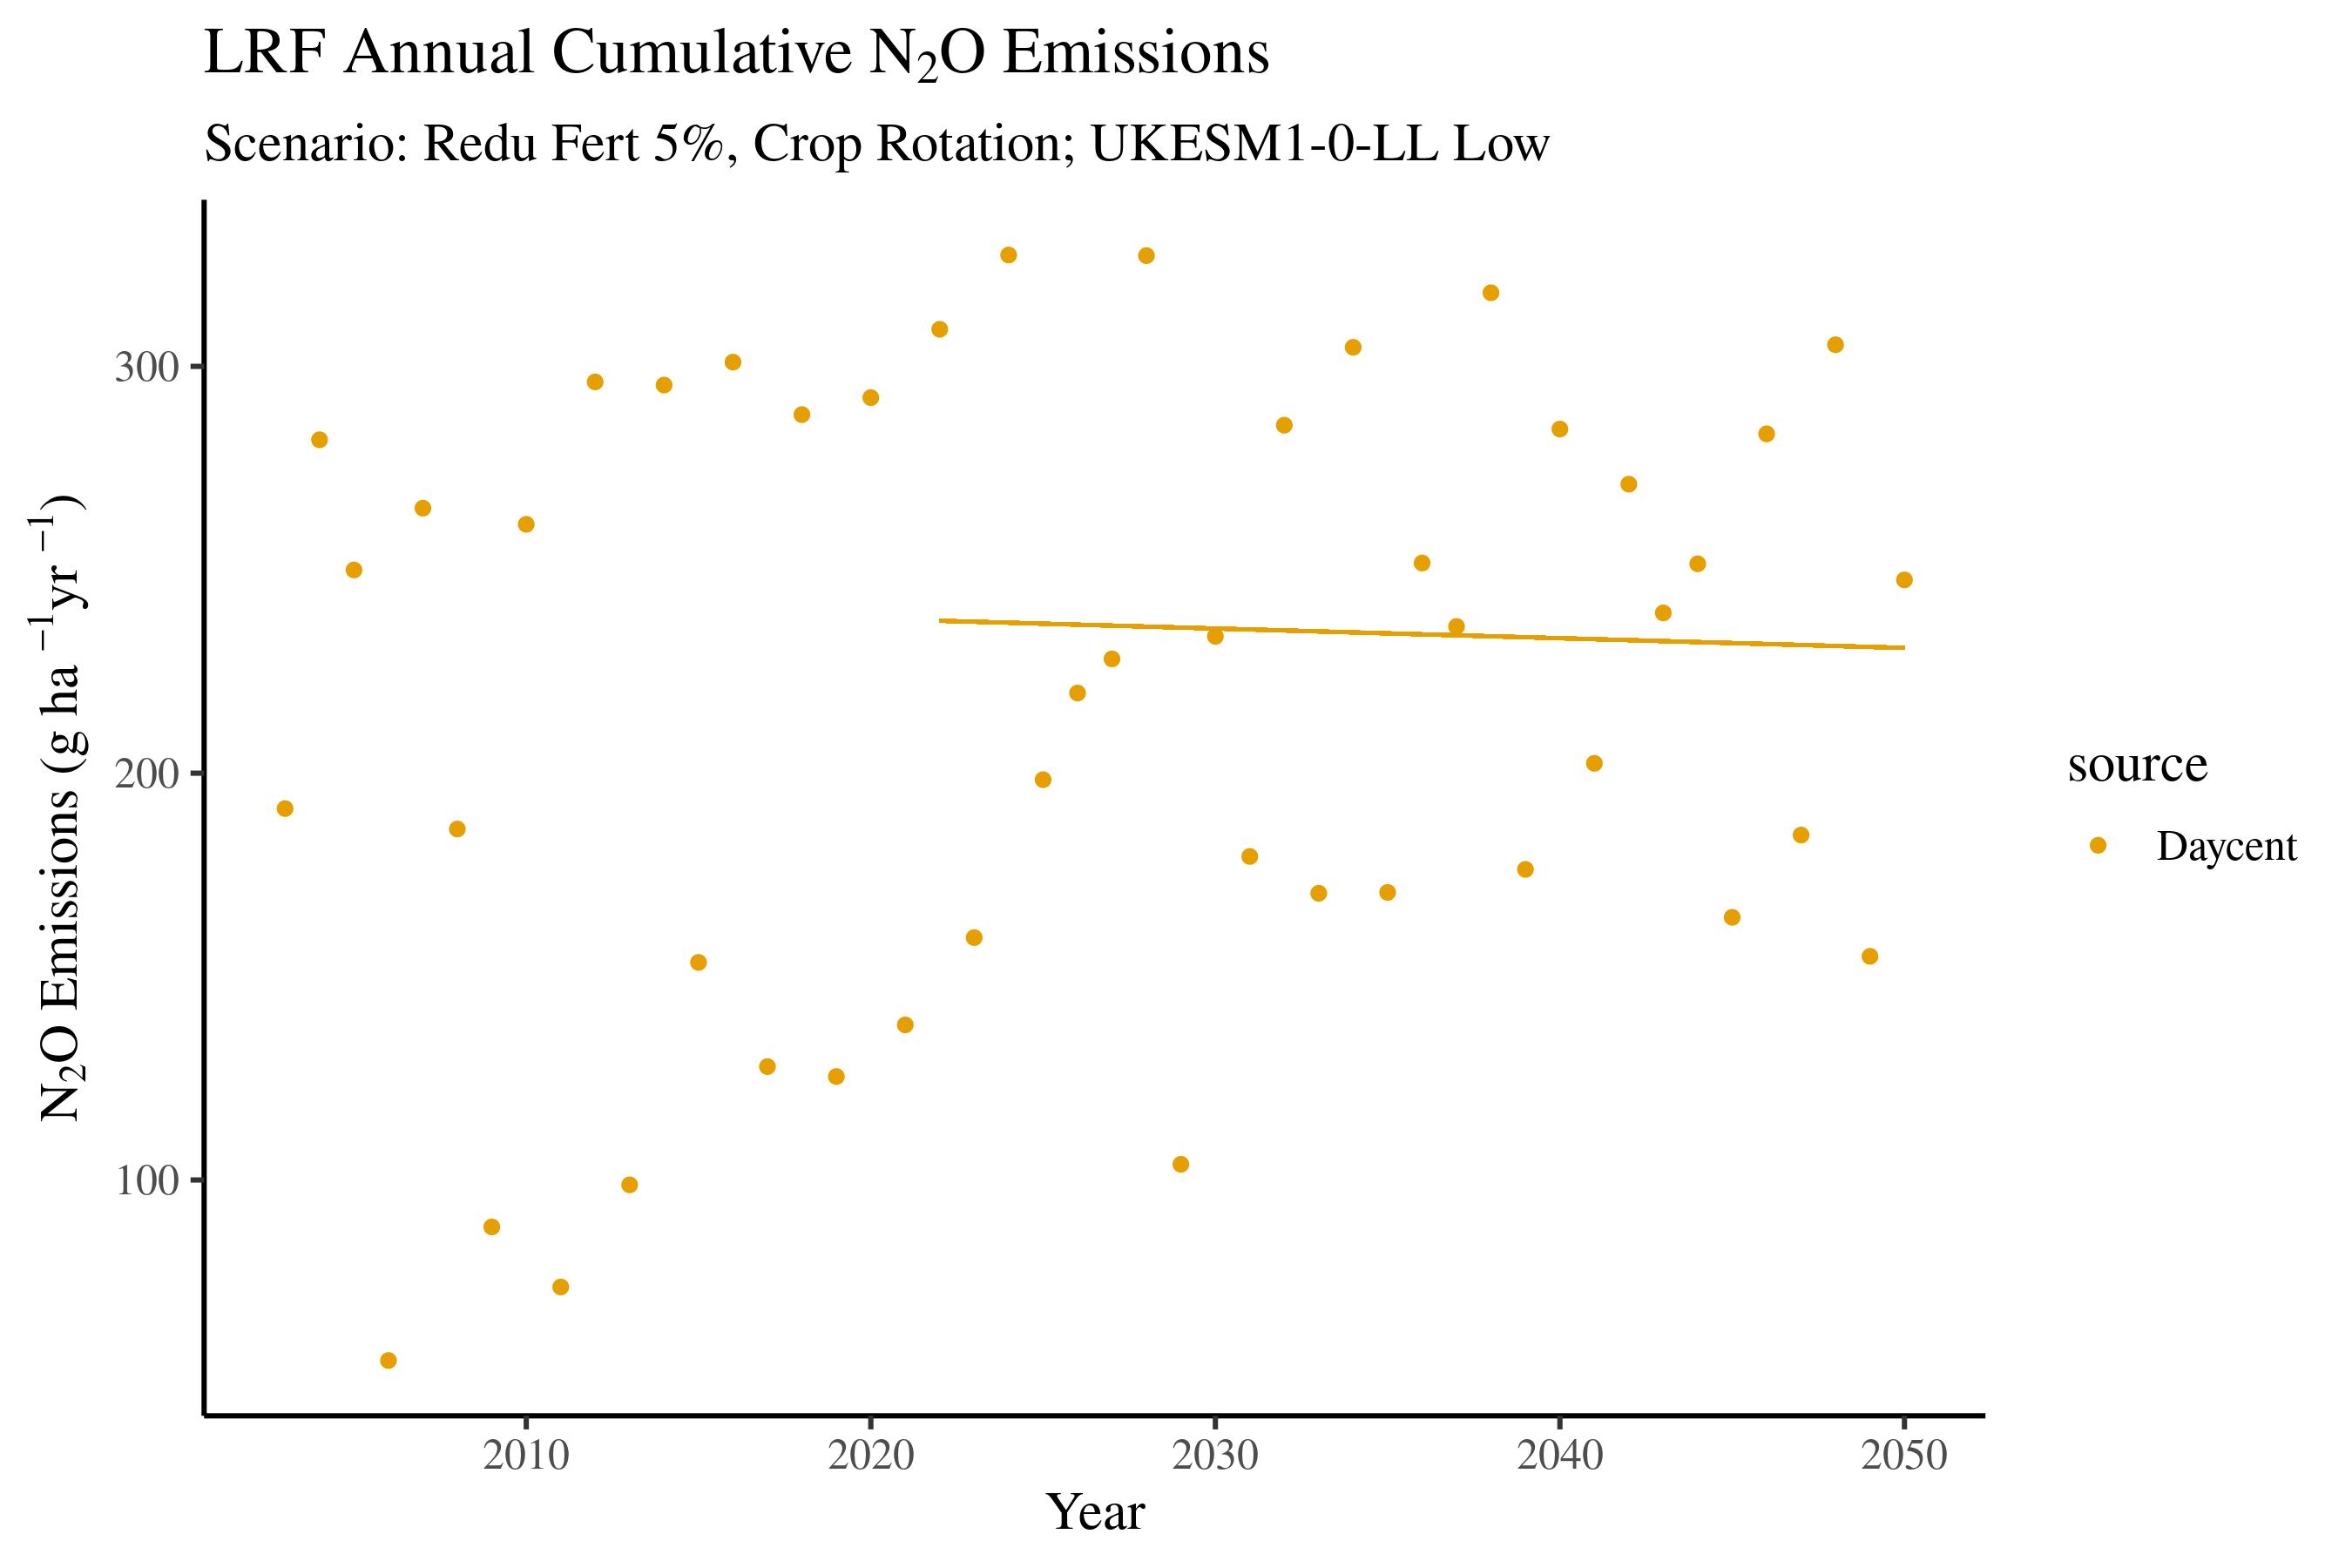 LRF Annual Cumulative N₂O Emissions
Scenario: Redu Fert 5%, Crop Rotation; UKESM1-0-LL Low
N₂O Emissions (g ha⁻¹yr⁻¹)
300
200
100
2010 2020 2030 2040 2050
Year
source
Daycent